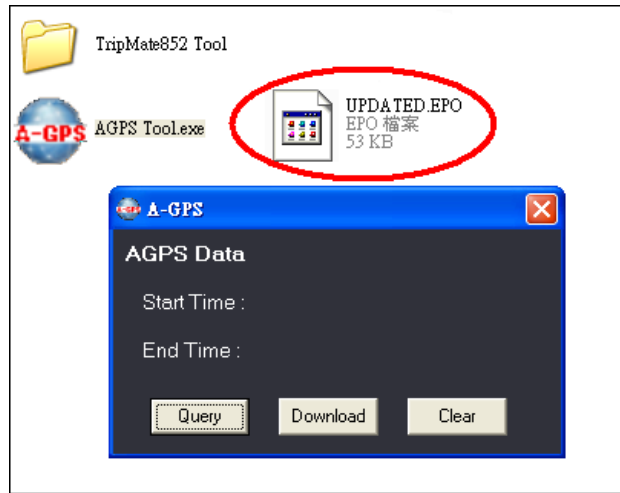 TripMate852 Tool
A-GPS
AGPS Tool.exe
UPDATED.EPO
EPO 檔案
53 KB
A-GPS
AGPS Data
Start Time :
End Time :
Query
Download
Clear